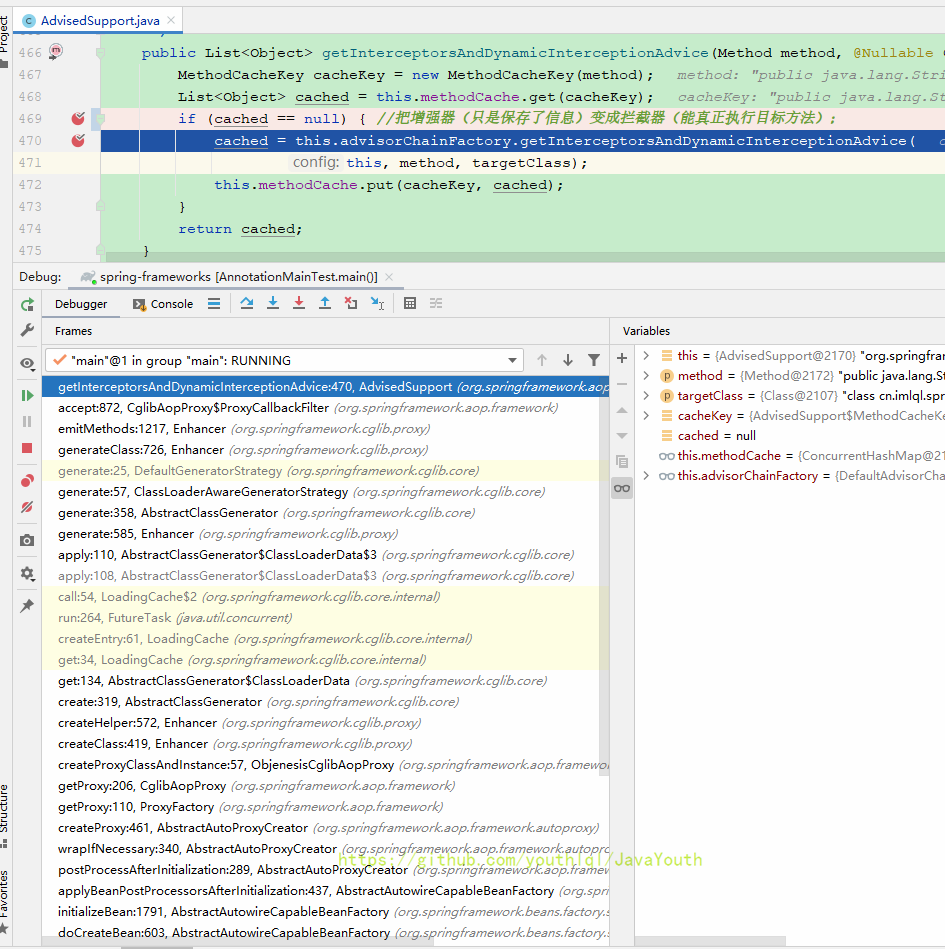 Project
AdvisedSupport.java
466 public List<Object> getInterceptorsAndDynamicInterceptionAdvice(Method method, @Nullable
467 MethodCacheKey cacheKey = new MethodCacheKey(method); method: "public java.lang.Stri
468 List<Object> cached = this.methodCache.get(cacheKey); cacheKey: "public java.lang.St
469 if (cached == null) { //把增强器（只是保存了信息）变成拦截器（能真正执行目标方法）;
470 cached = this.advisorChainFactory.getInterceptorsAndDynamicInterceptionAdvice(
471 config: this, method, targetClass);
472 this.methodCache.put(cacheKey, cached);
473 }
474 return cached;
475 }
Debug: spring-frameworks [AnnotationMainTest.main()]
Debugger Console
Frames
Variables
"main"@1 in group "main": RUNNING
getInterceptorsAndDynamicInterceptionAdvice:470, AdvisedSupport (org.springframework.aop
accept:872, CglibAopProxy$ProxyCallbackFilter (org.springframework.aop.framework)
emitMethods:1217, Enhancer (org.springframework.cglib.proxy)
generateClass:726, Enhancer (org.springframework.cglib.proxy)
generate:25, DefaultGeneratorStrategy (org.springframework.cglib.core)
generate:57, ClassLoaderAwareGeneratorStrategy (org.springframework.cglib.core)
generate:358, AbstractClassGenerator (org.springframework.cglib.core)
generate:585, Enhancer (org.springframework.cglib.proxy)
apply:110, AbstractClassGenerator$ClassLoaderData$3 (org.springframework.cglib.core)
apply:108, AbstractClassGenerator$ClassLoaderData$3 (org.springframework.cglib.core)
call:54, LoadingCache$2 (org.springframework.cglib.core.internal)
run:264, FutureTask (java.util.concurrent)
createEntry:61, LoadingCache (org.springframework.cglib.core.internal)
get:34, LoadingCache (org.springframework.cglib.core.internal)
get:134, AbstractClassGenerator$ClassLoaderData (org.springframework.cglib.core)
create:319, AbstractClassGenerator (org.springframework.cglib.core)
createHelper:572, Enhancer (org.springframework.cglib.proxy)
createClass:419, Enhancer (org.springframework.cglib.proxy)
createProxyClassAndInstance:57, ObjenesisCglibAopProxy (org.springframework.aop.framewo
getProxy:206, CglibAopProxy (org.springframework.aop.framework)
getProxy:110, ProxyFactory (org.springframework.aop.framework)
createProxy:461, AbstractAutoProxyCreator (org.springframework.aop.framework.autoproxy)
wrapIfNecessary:340, AbstractAutoProxyCreator (org.springframework.aop.framework.autopro
postProcessAfterInitialization:289, AbstractAutoProxyCreator (org.springframework.aop.framew
applyBeanPostProcessorsAfterInitialization:437, AbstractAutowireCapableBeanFactory (org.spri
initializeBean:1791, AbstractAutowireCapableBeanFactory (org.springframework.beans.factory.s
doCreateBean:603, AbstractAutowireCapableBeanFactory (org.springframework.beans.factory.
this = {AdvisedSupport@2170} "org.springfran
method = {Method@2172} "public java.lang.S
targetClass = {Class@2107} "class cn.imlql.spr
cacheKey = {AdvisedSupport$MethodCacheK
cached = null
this.methodCache = {ConcurrentHashMap@21
this.advisorChainFactory = {DefaultAdvisorCha
https://github.com/youthlql/JavaYouth
Structure
Favorites